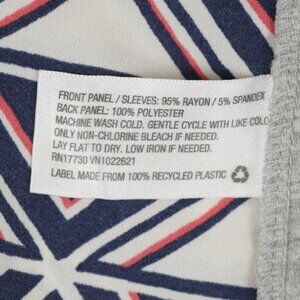 FRONT PANEL / SLEEVES: 95% RAYON / 5% SPANDEX
BACK PANEL: 100% POLYESTER
MACHINE WASH COLD. GENTLE CYCLE WITH LIKE COLO
ONLY NON-CHLORINE BLEACH IF NEEDED.
LAY FLAT TO DRY. LOW IRON IF NEEDED.
RN17730 VN1022621
LABEL MADE FROM 100% RECYCLED PLASTIC